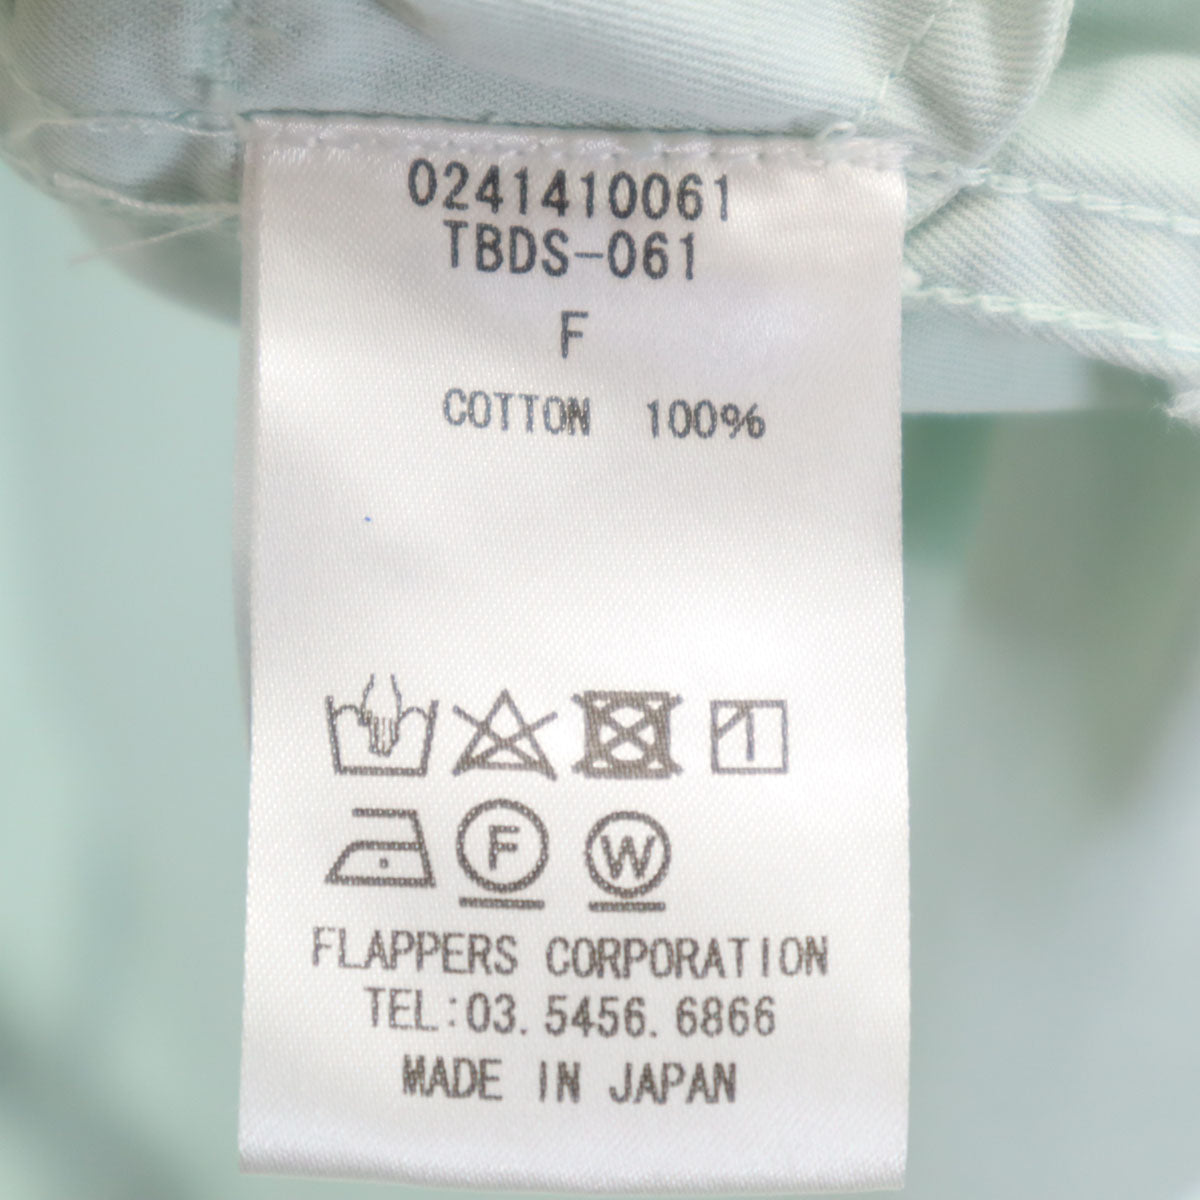 0241410061
TBDS-061
F
COTTON 100%
F W
FLAPPERS CORPORATION
TEL:03.5456.6866
MADE IN JAPAN